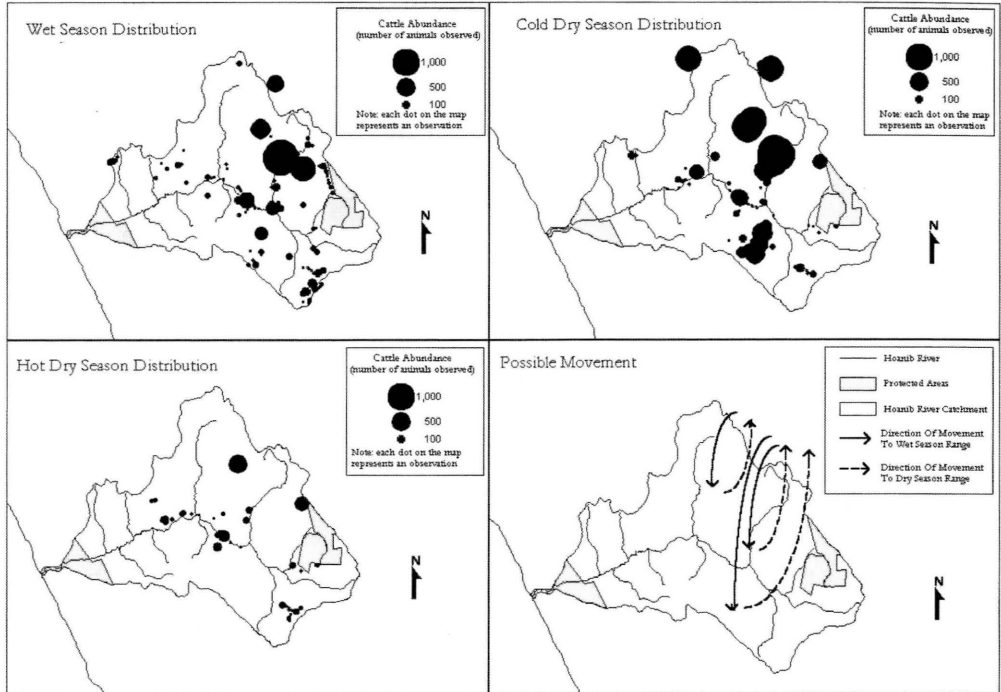 Wet Season Distribution
Cattle Abundance
(number of animals observed)
1,000
500
100
Note: each dot on the map
represents an observation
N
Cold Dry Season Distribution
Cattle Abundance
(number of animals observed)
1,000
500
100
Note: each dot on the map
represents an observation
N
Hot Dry Season Distribution
Cattle Abundance
(number of animals observed)
1,000
500
100
Note: each dot on the map
represents an observation
N
Possible Movement
Hoanib River
Protected Areas
Hoanib River Catchment
Direction Of Movement
To Wet Season Range
Direction Of Movement
To Dry Season Range
N